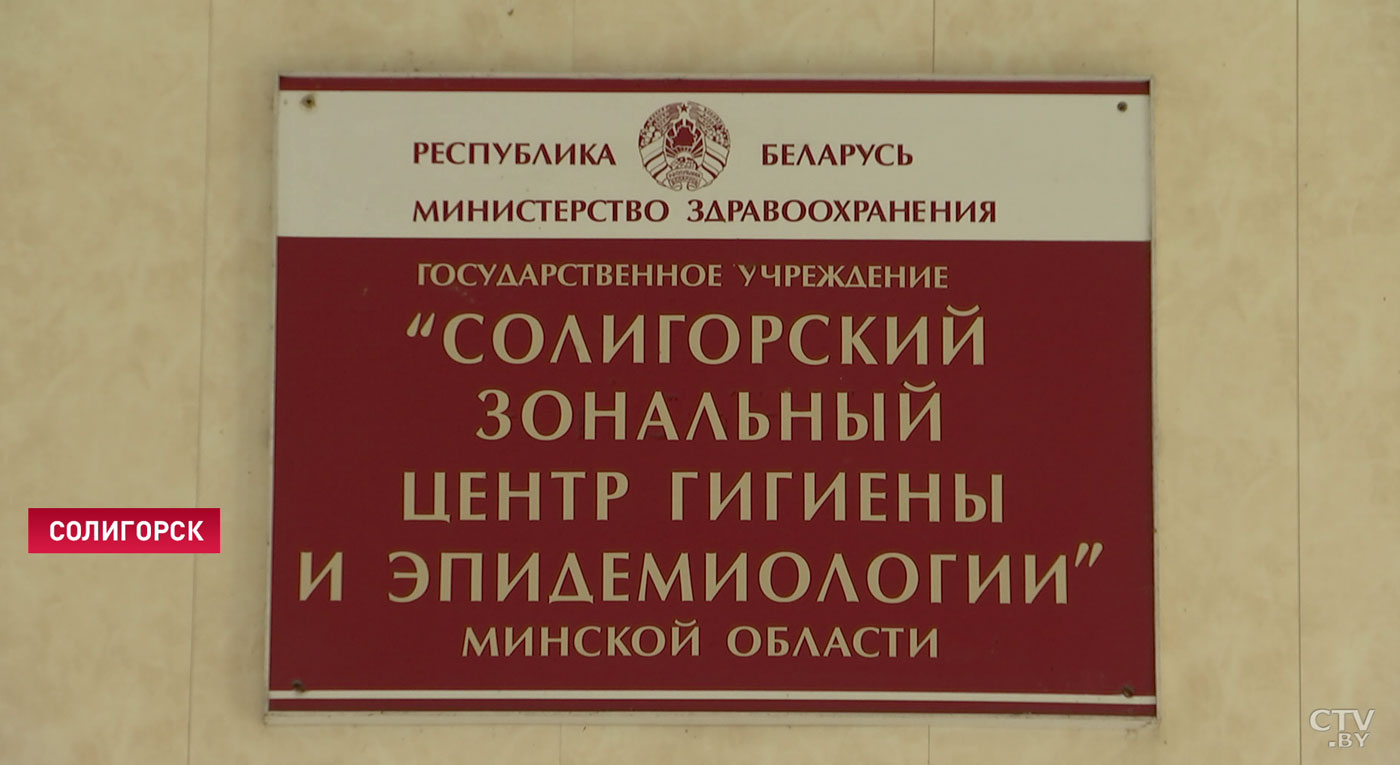 РЕСПУБЛИКА БЕЛАРУСЬ
МИНИСТЕРСТВО ЗДРАВООХРАНЕНИЯ
ГОСУДАРСТВЕННОЕ УЧРЕЖДЕНИЕ
“СОЛИГОРСКИЙ
ЗОНАЛЬНЫЙ
ЦЕНТР ГИГИЕНЫ
И ЭПИДЕМИОЛОГИИ”
МИНСКОЙ ОБЛАСТИ
СОЛИГОРСК
CTV
.BY